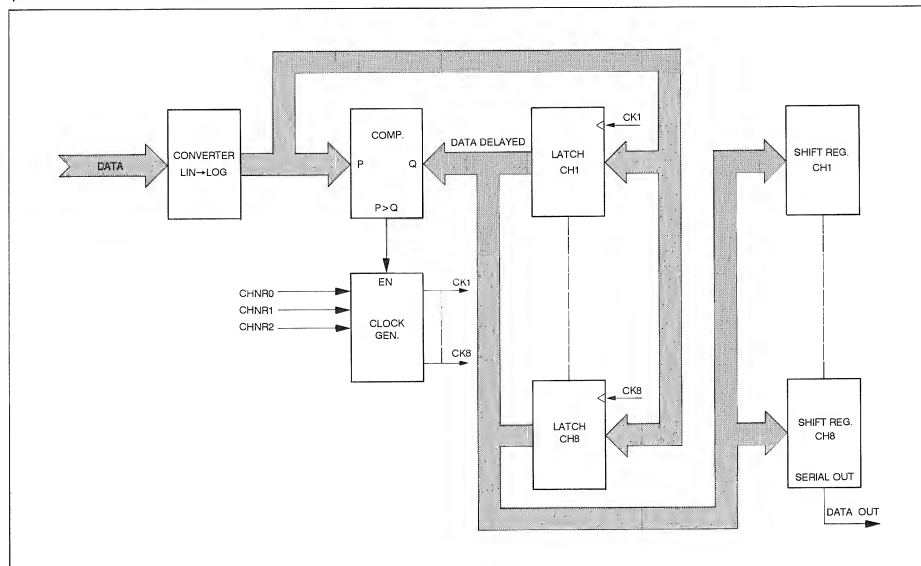 DATA
CONVERTER
LIN→LOG
COMP.
P
Q
P>Q
DATA DELAYED
CK1
LATCH
CH1
SHIFT REG.
CH1
EN
CHNR0
CHNR1
CHNR2
CLOCK
GEN.
CK1
CK8
CK8
LATCH
CH8
SHIFT REG.
CH8
SERIAL OUT
DATA OUT